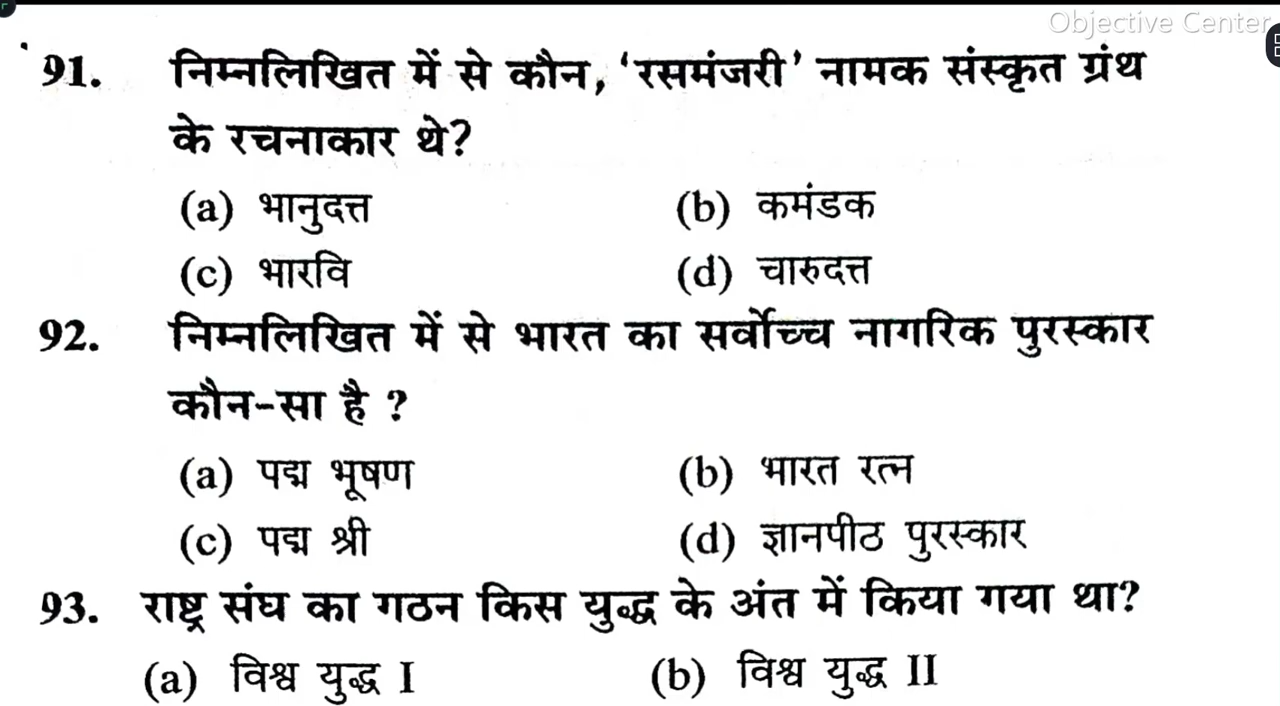 Objective Center
91. निम्नलिखित में से कौन, ‘रसमंजरी’ नामक संस्कृत ग्रंथ
के रचनाकार थे?
(a) भानुदत्त (b) कमंडक
(c) भारवि (d) चारुदत्त
92. निम्नलिखित में से भारत का सर्वोच्च नागरिक पुरस्कार
कौन-सा है ?
(a) पद्म भूषण (b) भारत रत्न
(c) पद्म श्री (d) ज्ञानपीठ पुरस्कार
93. राष्ट्र संघ का गठन किस युद्ध के अंत में किया गया था?
(a) विश्व युद्ध I (b) विश्व युद्ध II